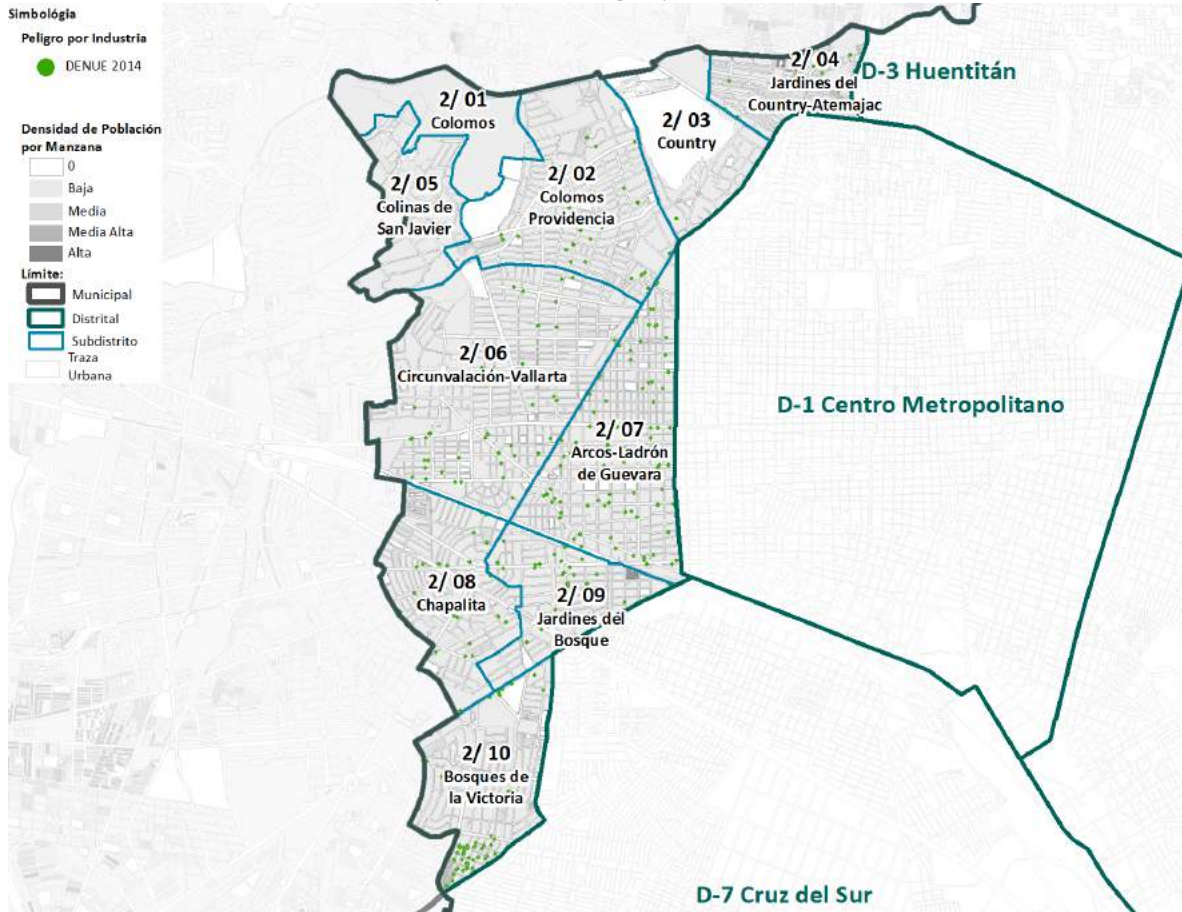 Simbológia
Peligro por Industria
DENUE 2014
Densidad de Población
por Manzana
0
Baja
Media
Media Alta
Alta
Límite:
Municipal
Distrital
Subdistrito
Traza
Urbana
2/ 01
Colomos
2/ 02
Colomos
Providencia
2/ 03
Country
2/ 04
Jardines del
Country-Atemajac
D-3 Huentitán
2/ 05
Colinas de
San Javier
2/ 06
Circunvalación-Vallarta
2/ 07
Arcos-Ladrón
de Guevara
D-1 Centro Metropolitano
2/ 08
Chapalita
2/ 09
Jardines del
Bosque
2/ 10
Bosques de
la Victoria
D-7 Cruz del Sur